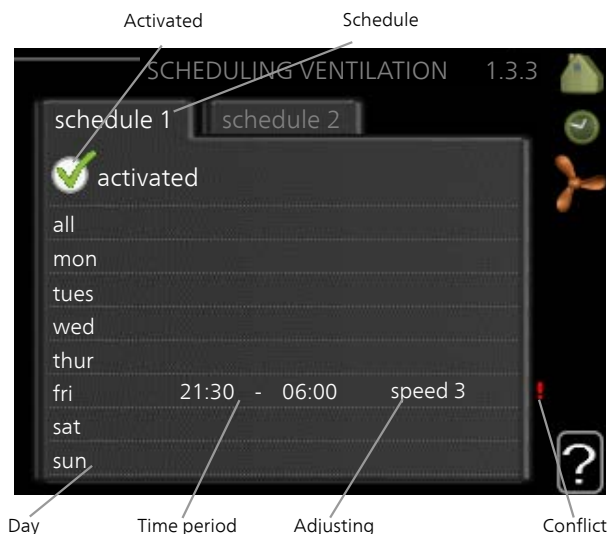 Activated Schedule
SCHEDULING VENTILATION 1.3.3
schedule 1 schedule 2
activated
all
mon
tues
wed
thur
fri 21:30 - 06:00 speed 3 !
sat
sun
?
Day Time period Adjusting Conflict